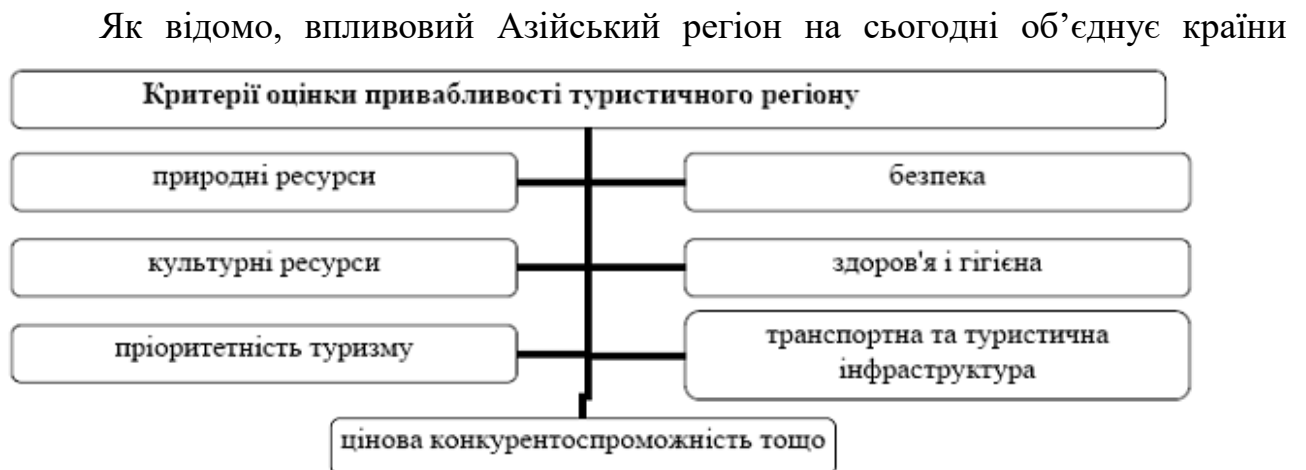 Як відомо, впливовий Азійський регіон на сьогодні об’єднує країни
Критерії оцінки привабливості туристичного регіону
природні ресурси
безпека
культурні ресурси
здоров'я і гігієна
пріоритетність туризму
транспортна та туристична
інфраструктура
цінова конкурентоспроможність тощо